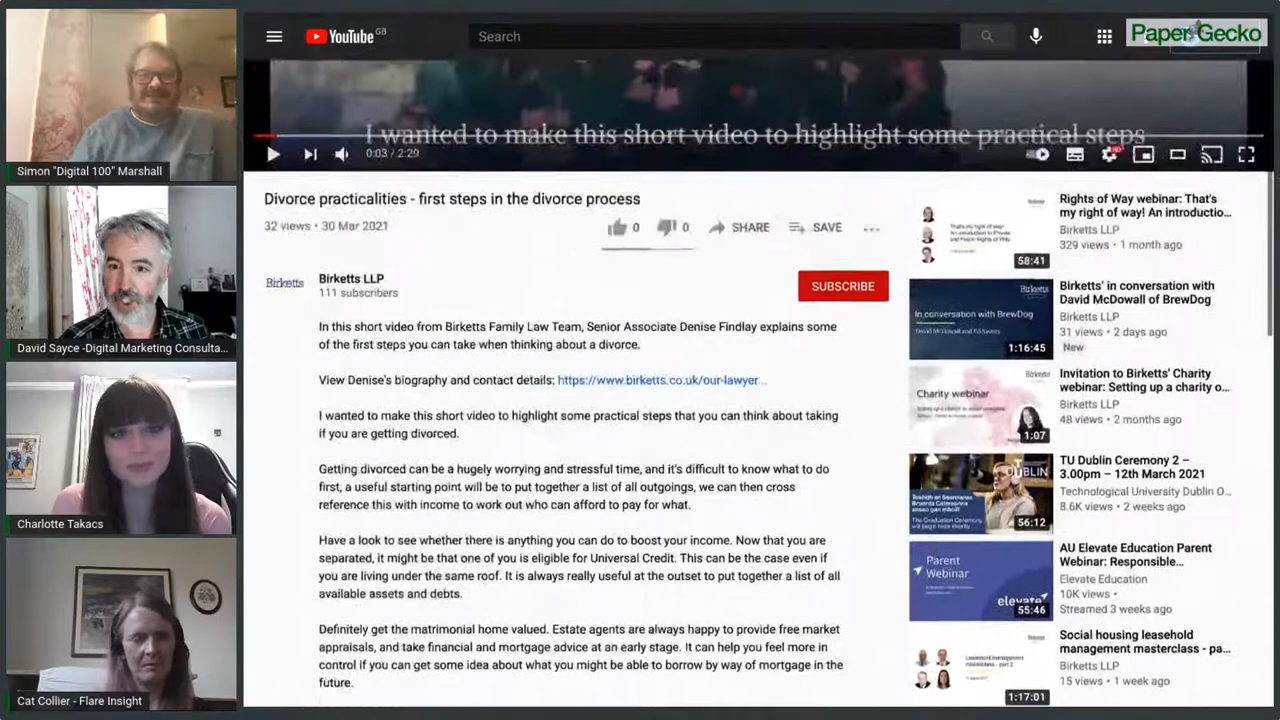 Simon "Digital 100" Marshall
David Sayce -Digital Marketing Consulta...
Charlotte Takacs
Cat Collier - Flare Insight
YouTube GB
Search
Paper Gecko
I wanted to make this short video to highlight some practical steps
0:03 / 2:29
Divorce practicalities - first steps in the divorce process
32 views • 30 Mar 2021
0
0
SHARE
SAVE
Birketts
Birketts LLP
111 subscribers
SUBSCRIBE
In this short video from Birketts Family Law Team, Senior Associate Denise Findlay explains some
of the first steps you can take when thinking about a divorce.
View Denise's biography and contact details: https://www.birketts.co.uk/our-lawyer...
I wanted to make this short video to highlight some practical steps that you can think about taking
if you are getting divorced.
Getting divorced can be a hugely worrying and stressful time, and it's difficult to know what to do
first, a useful starting point will be to put together a list of all outgoings, we can then cross
reference this with income to work out who can afford to pay for what.
Have a look to see whether there is anything you can do to boost your income. Now that you are
separated, it might be that one of you is eligible for Universal Credit. This can be the case even if
you are living under the same roof. It is always really useful at the outset to put together a list of all
available assets and debts.
Definitely get the matrimonial home valued. Estate agents are always happy to provide free market
appraisals, and take financial and mortgage advice at an early stage. It can help you feel more in
control if you can get some idea about what you might be able to borrow by way of mortgage in the
future.
58:41
Rights of Way webinar: That's
my right of way! An introductio...
Birketts LLP
329 views • 1 month ago
Birketts
In conversation with BrewDog
1:16:45
Birketts' in conversation with
David McDowall of BrewDog
Birketts LLP
31 views • 2 days ago
New
Charity webinar
1:07
Invitation to Birketts' Charity
webinar: Setting up a charity o...
Birketts LLP
48 views • 2 months ago
DUBLIN
56:12
TU Dublin Ceremony 2 –
3.00pm – 12th March 2021
Technological University Dublin O...
8.6K views • 2 weeks ago
Parent
Webinar
elevate
55:46
AU Elevate Education Parent
Webinar: Responsible...
Elevate Education
10K views •
Streamed 3 weeks ago
1:17:01
Social housing leasehold
management masterclass - pa...
Birketts LLP
15 views • 1 week ago